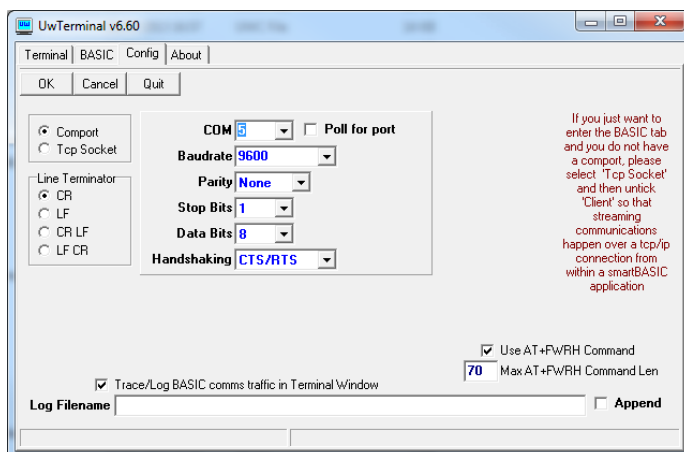 UwTerminal v6.60
Terminal BASIC Config About
OK Cancel Quit
Comport
Tcp Socket
Line Terminator
CR
LF
CR LF
LF CR
COM 5 Poll for port
Baudrate 9600
Parity None
Stop Bits 1
Data Bits 8
Handshaking CTS/RTS
If you just want to
enter the BASIC tab
and you do not have
a comport, please
select 'Tcp Socket'
and then untick
'Client' so that
streaming
communications
happen over a tcp/ip
connection from
within a smartBASIC
application
Use AT+FWRH Command
70 Max AT+FWRH Command Len
Trace/Log BASIC comms traffic in Terminal Window
Log Filename Append